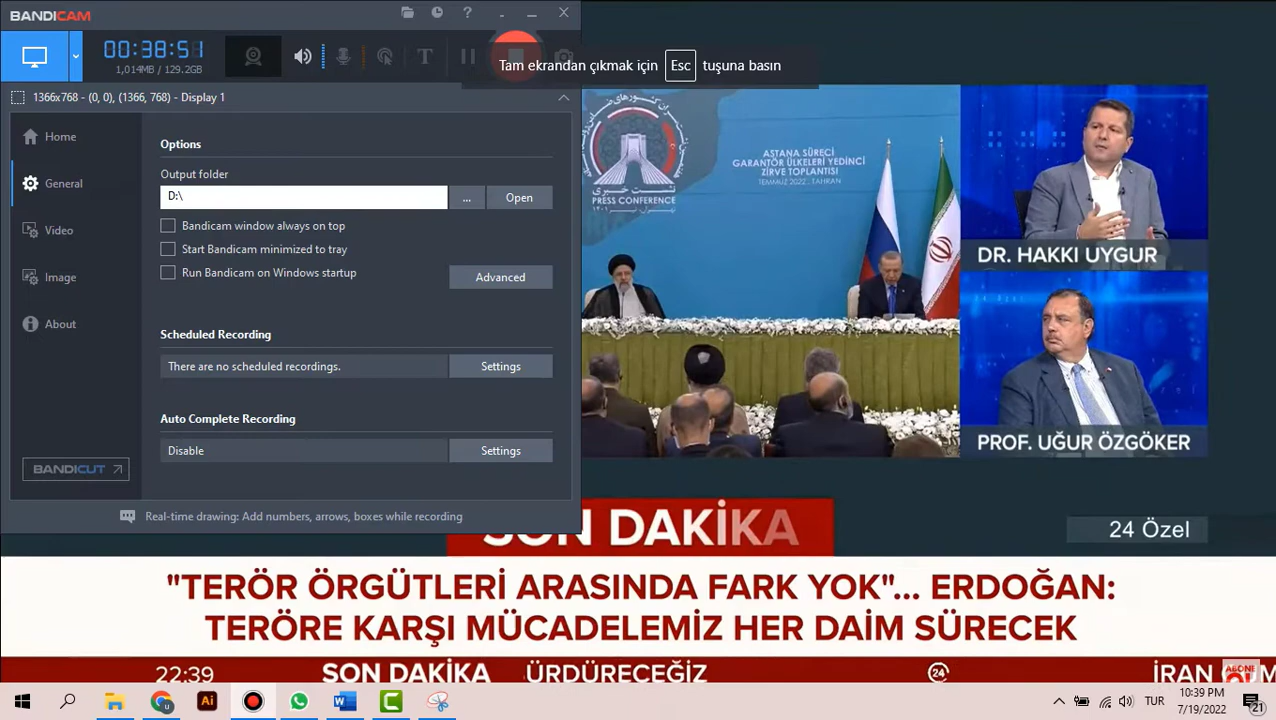 BANDICAM
00:38:51
1,014MB / 129.2GB
Tam ekrandan çıkmak için Esc tuşuna basın
1366x768 - (0, 0), (1366, 768) - Display 1
Home
General
Video
Image
About
BANDICUT
Options
Output folder
D:\
...
Open
Bandicam window always on top
Start Bandicam minimized to tray
Run Bandicam on Windows startup
Advanced
Scheduled Recording
There are no scheduled recordings.
Settings
Auto Complete Recording
Disable
Settings
Real-time drawing: Add numbers, arrows, boxes while recording
نشست خبری
PRESS CONFERENCE
ASTANA SÜRECİ
GARANTÖR ÜLKELERİ YEDİNCİ
ZİRVE TOPLANTISI
TEMMUZ 2022, TAHRAN
DR. HAKKI UYGUR
PROF. UĞUR ÖZGÖKER
SON DAKİKA
24 Özel
"TERÖR ÖRGÜTLERİ ARASINDA FARK YOK"... ERDOĞAN:
TERÖRE KARŞI MÜCADELEMİZ HER DAİM SÜRECEK
22:39
SON DAKİKA
ÜRDÜRECEĞİZ
24
İRAN CUM
ABONE
Ai
TUR
10:39 PM
7/19/2022
21